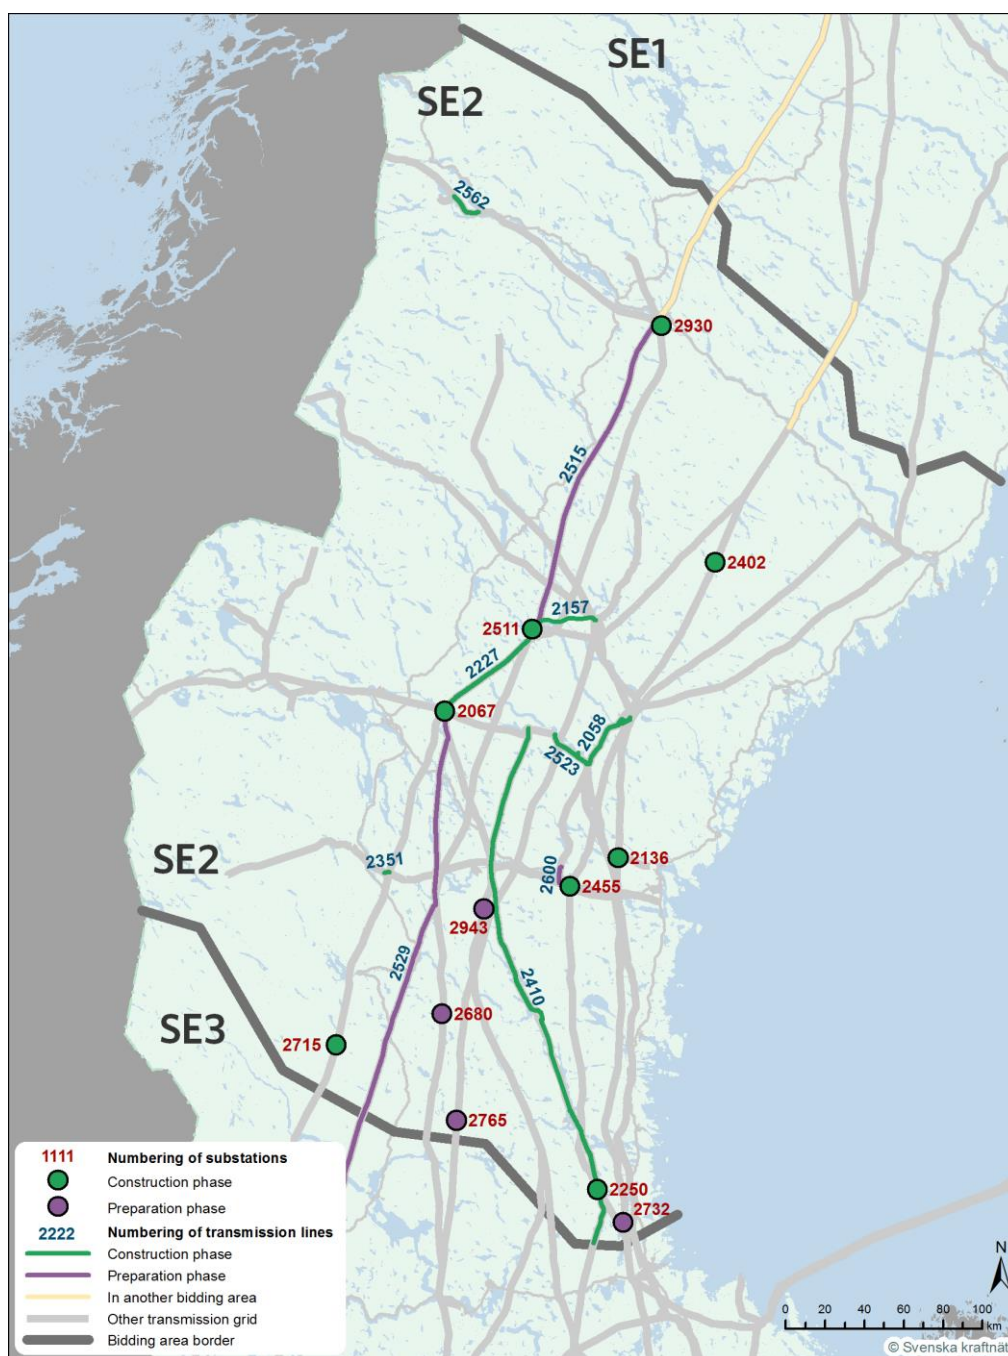 SE1
SE2
2562
2930
2515
2402
2157
2511
2227
2067
2058
2523
2351
2600
2136
2455
SE2
2943
2529
2410
2680
SE3
2715
2765
2250
2732
1111 Numbering of substations
Construction phase
Preparation phase
2222 Numbering of transmission lines
Construction phase
Preparation phase
In another bidding area
Other transmission grid
Bidding area border
N
0 20 40 60 80 100
km
© Svenska kraftnät